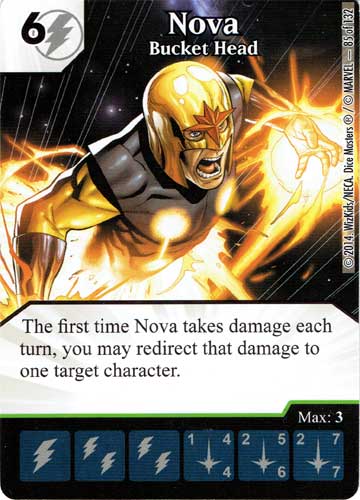 6
Nova
Bucket Head
©2014, WizKids/NECA. Dice Masters ® / © MARVEL — 85 of 132
The first time Nova takes damage each
turn, you may redirect that damage to
one target character.
Max: 3
1 4 4
2 5 6
2 7 7